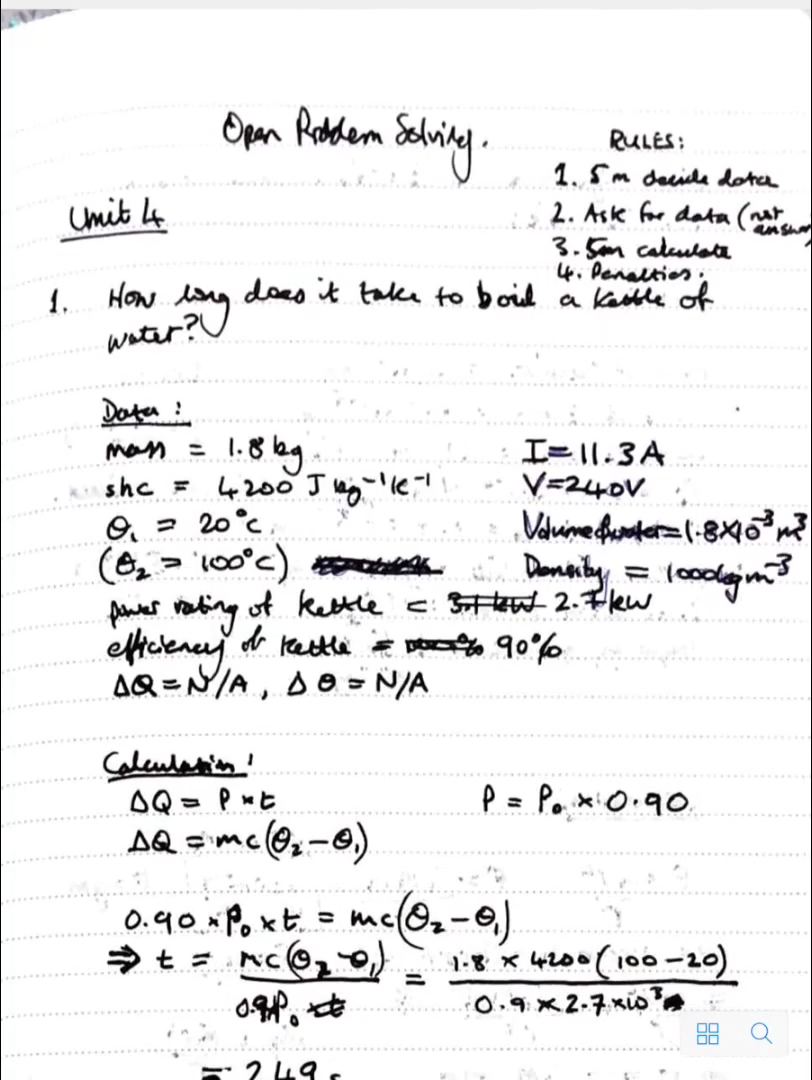 Open Problem Solving.
RULES:
1. 5m decide data
2. Ask for data (not answer
3. 5m calculate
4. Penalties.
Unit 4
1. How long does it take to boil a kettle of
water?
Data:
mass = 1.8 kg
shc = 4200 J kg⁻¹K⁻¹
θ₁ = 20°C
(θ₂ = 100°C)
power rating of kettle = 3.1 kW 2.7 kW
efficiency of kettle = 90%
ΔQ = N/A, Δθ = N/A
I = 11.3A
V = 240V
Volume of water = 1.8×10⁻³ m³
Density = 1000kgm⁻³
Calculation:
ΔQ = P×t
P = P₀ × 0.90
ΔQ = mc(θ₂ – θ₁)
0.90 × P₀ × t = mc(θ₂ – θ₁)
⇒ t = mc(θ₂ – θ₁) / 0.9P₀ = 1.8 × 4200 (100 – 20) / 0.9 × 2.7 × 10³
= 249 s